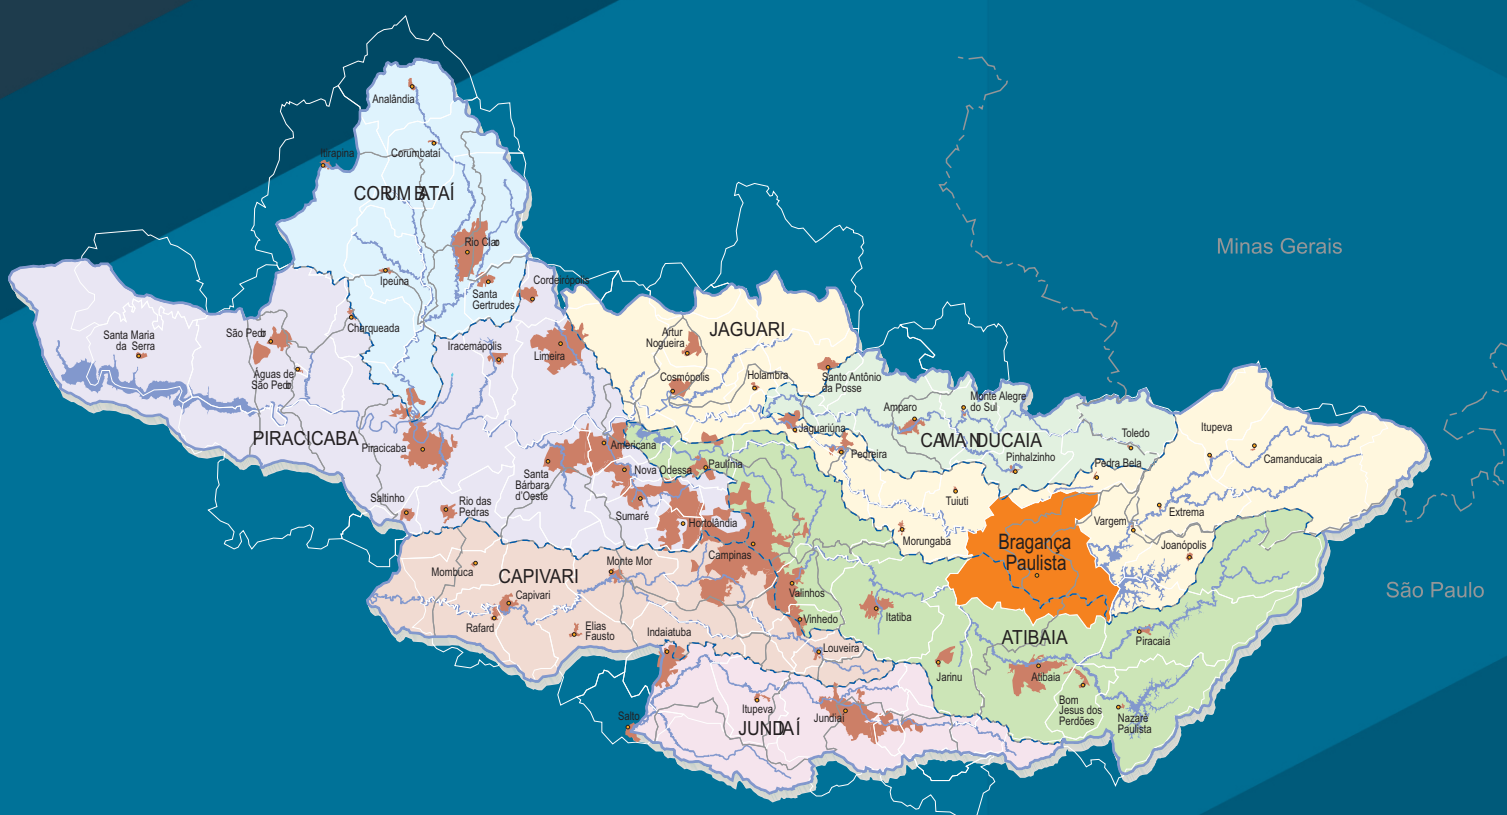 Analândia
Corumbataí
Itirapina
CORUMBATAÍ
Rio Claro
Minas Gerais
Ipeúna
Santa
Gertrudes
Cordeirópolis
Charqueada
Santa Maria
da Serra
São Pedro
Águas de
São Pedro
Iracemápolis
Limeira
Artur
Nogueira
JAGUARI
Cosmópolis
Holambra
Santo Antônio
da Posse
Monte Alegre
do Sul
Amparo
CAMANDUCAIA
Pinhalzinho
Toledo
Pedra Bela
Itupeva
Camanducaia
PIRACICABA
Piracicaba
Americana
Nova Odessa
Paulínia
Jaguariúna
Pedreira
Santa
Bárbara
d'Oeste
Sumaré
Hortolândia
Saltinho
Rio das
Pedras
Tuiuti
Morungaba
Vargem
Extrema
Joanópolis
Bragança
Paulista
São Paulo
Campinas
Monte Mor
Mombuca
CAPIVARI
Capivari
Rafard
Elias
Fausto
Indaiatuba
Valinhos
Vinhedo
Louveira
Itatiba
ATIBAIA
Piracaia
Jarinu
Atibaia
Bom
Jesus dos
Perdões
Nazaré
Paulista
Salto
Itupeva
JUNDIAÍ
Jundiaí